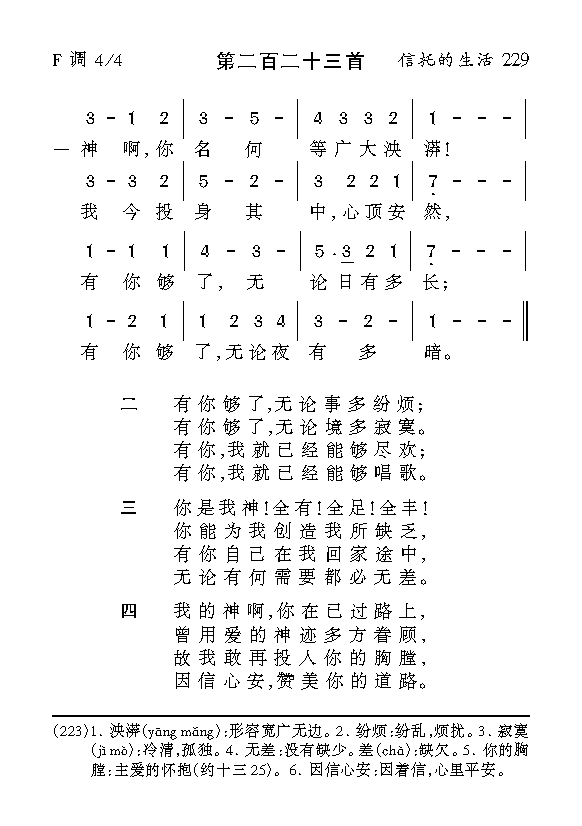 F 调 4/4 第二百二十三首 信托的生活 229
3 - 1 2 | 3 - 5 - | 4 3 3 2 | 1 - - - |
一 神 啊,你 名 何 等 广 大 泱 漭!
3 - 3 2 | 5 - 2 - | 3 2 2 1 | 7̣ - - - |
我 今 投 身 其 中,心 顶 安 然,
1 - 1 1 | 4 - 3 - | 5 · 3 2 1 | 7̣ - - - |
有 你 够 了, 无 论 日 有 多 长;
1 - 2 1 | 1 2 3 4 | 3 - 2 - | 1 - - - ‖
有 你 够 了,无 论 夜 有 多 暗。
二 有你够了,无论事多纷烦;
有你够了,无论境多寂寞。
有你,我就已经能够尽欢;
有你,我就已经能够唱歌。
三 你是我神!全有!全足!全丰!
你能为我创造我所缺乏,
有你自己在我回家途中,
无论有何需要都必无差。
四 我的神啊,你在已过路上,
曾用爱的神迹多方眷顾,
故我敢再投入你的胸膛,
因信心安,赞美你的道路。
(223)1. 泱漭(yāng mǎng):形容宽广无边。2. 纷烦:纷乱,烦扰。3. 寂寞
(jì mò):冷清,孤独。4. 无差:没有缺少。差(chà):缺欠。5. 你的胸
膛:主爱的怀抱(约十三25)。6. 因信心安:因着信,心里平安。